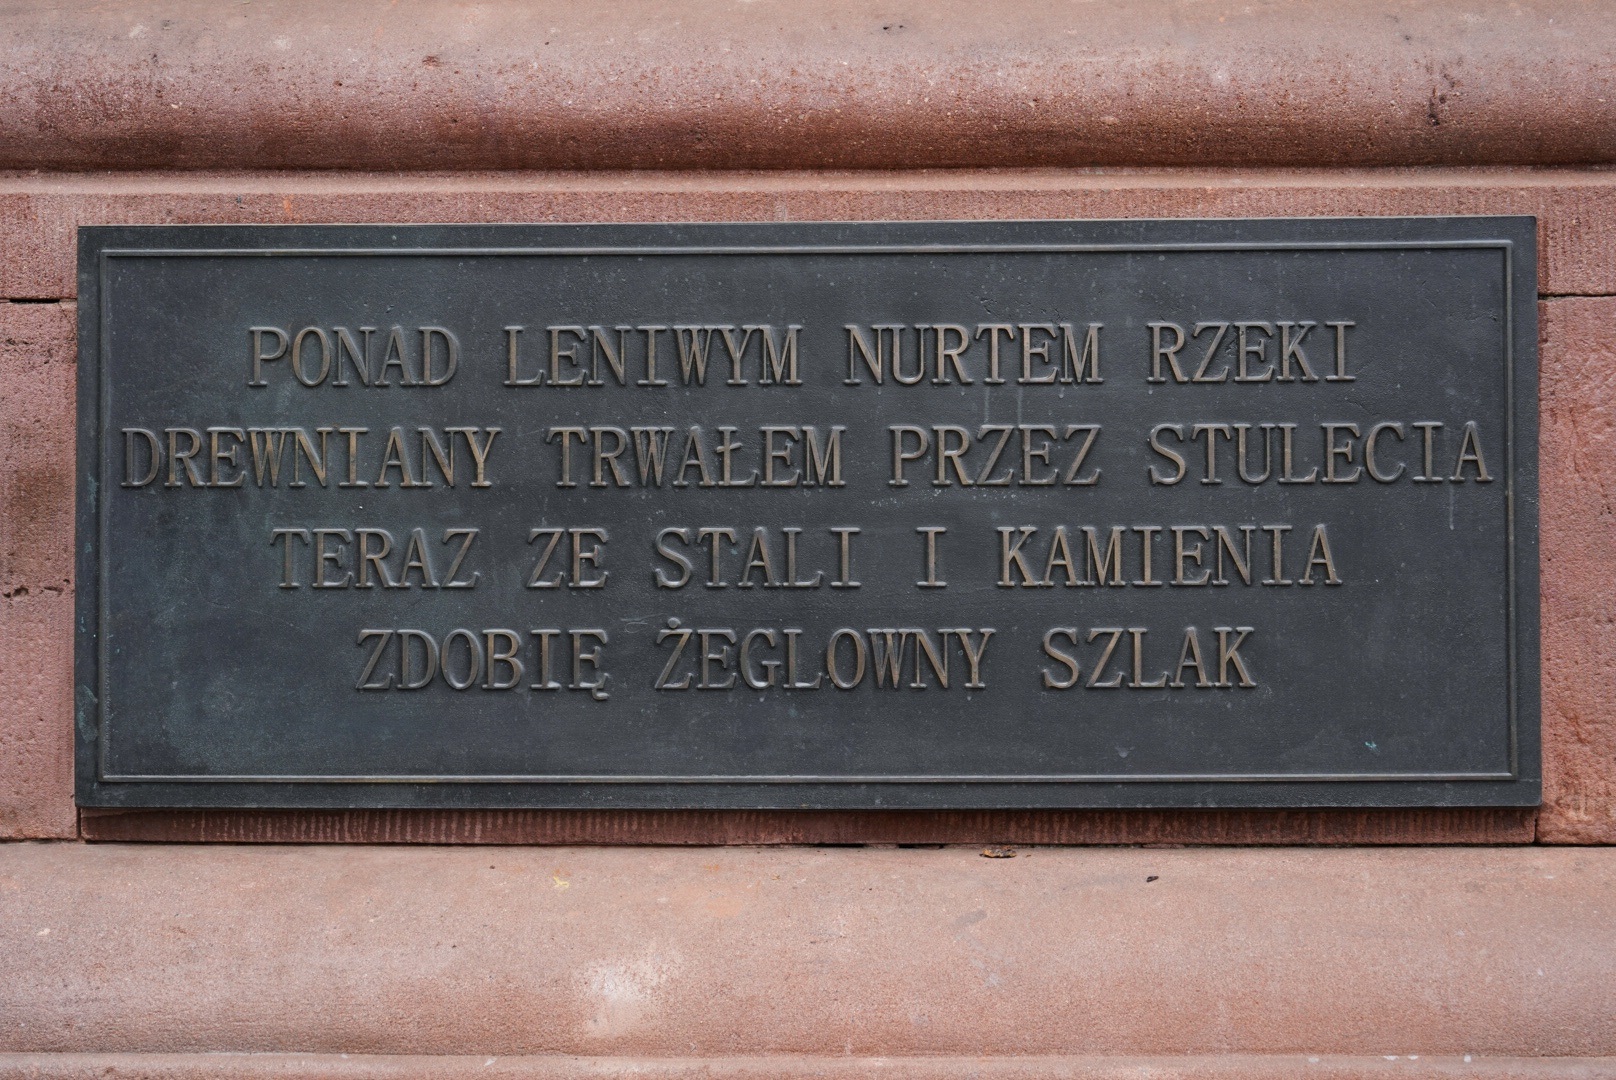 PONAD LENIWYM NURTEM RZEKI
DREWNIANY TRWAŁEM PRZEZ STULECIA
TERAZ ZE STALI I KAMIENIA
ZDOBIĘ ŻEGLOWNY SZLAK